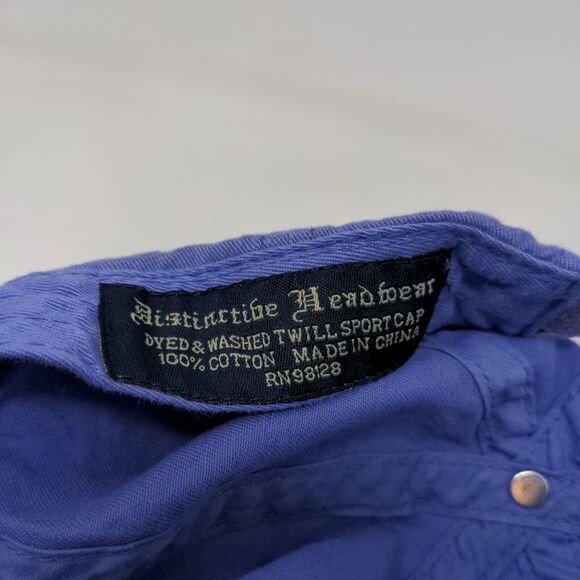 Distinctive Headwear
DYED & WASHED TWILL SPORT CAP
100% COTTON MADE IN CHINA
RN98128